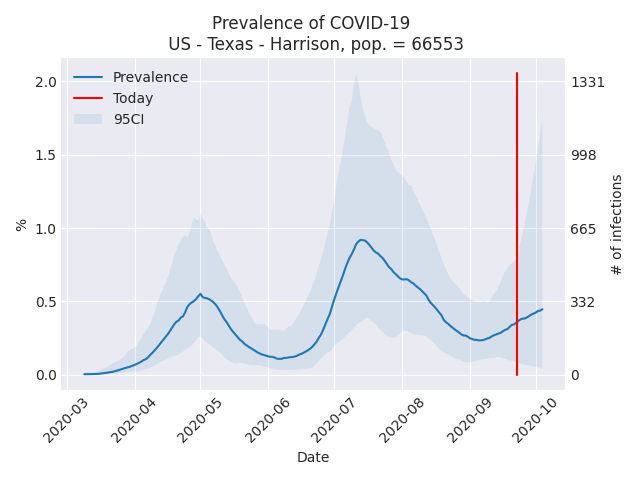 Prevalence of COVID-19
US - Texas - Harrison, pop. = 66553
Prevalence
Today
95CI
2.0
1.5
1.0
0.5
0.0
%
1331
998
665
332
0
# of infections
2020-03
2020-04
2020-05
2020-06
2020-07
2020-08
2020-09
2020-10
Date